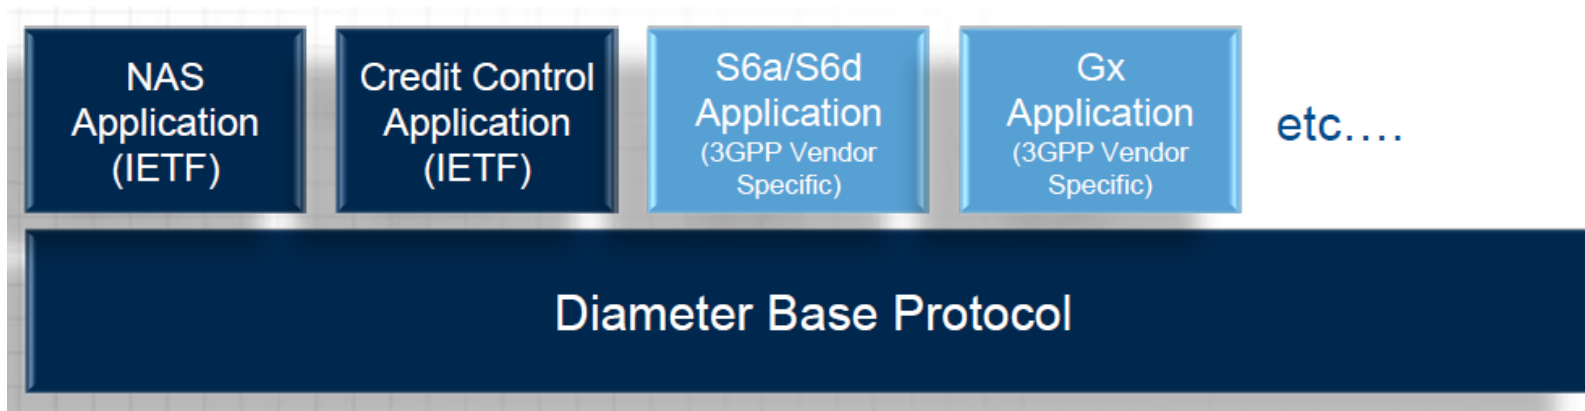 NAS
Application
(IETF)
Credit Control
Application
(IETF)
S6a/S6d
Application
(3GPP Vendor
Specific)
Gx
Application
(3GPP Vendor
Specific)
etc....
Diameter Base Protocol